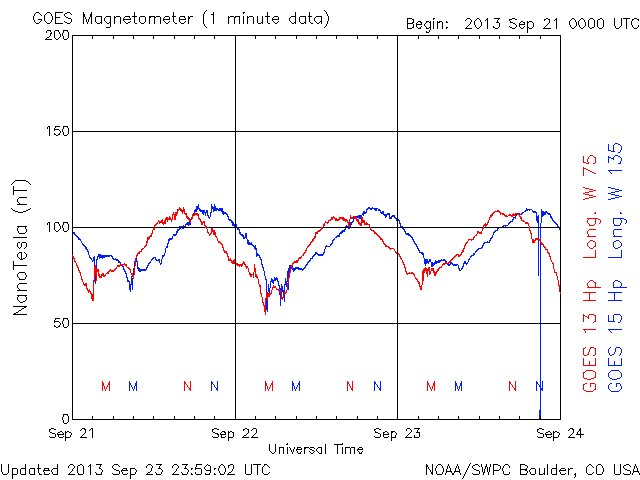 GOES Magnetometer (1 minute data)
Begin: 2013 Sep 21 0000 UTC
200
150
100
50
0
NanoTesla (nT)
M M N N M M N N M M N N
Sep 21 Sep 22 Sep 23 Sep 24
Universal Time
GOES 13 Hp Long. W 75
GOES 15 Hp Long. W 135
Updated 2013 Sep 23 23:59:02 UTC
NOAA/SWPC Boulder, CO USA